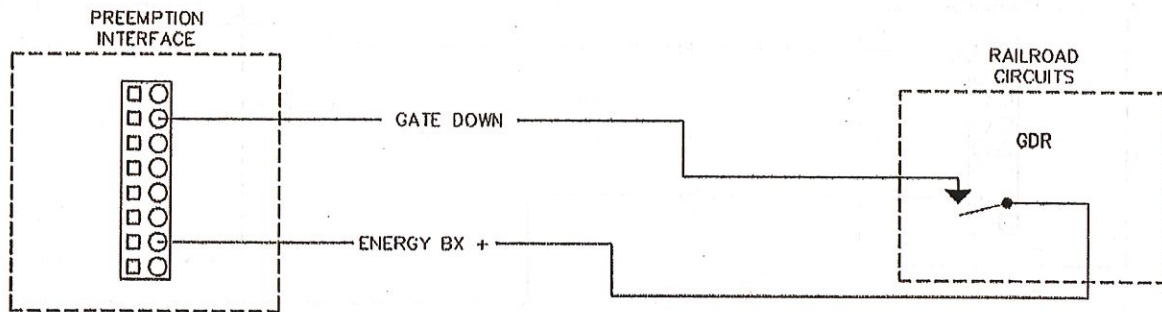 PREEMPTION
INTERFACE
RAILROAD
CIRCUITS
GATE DOWN
GDR
ENERGY BX +